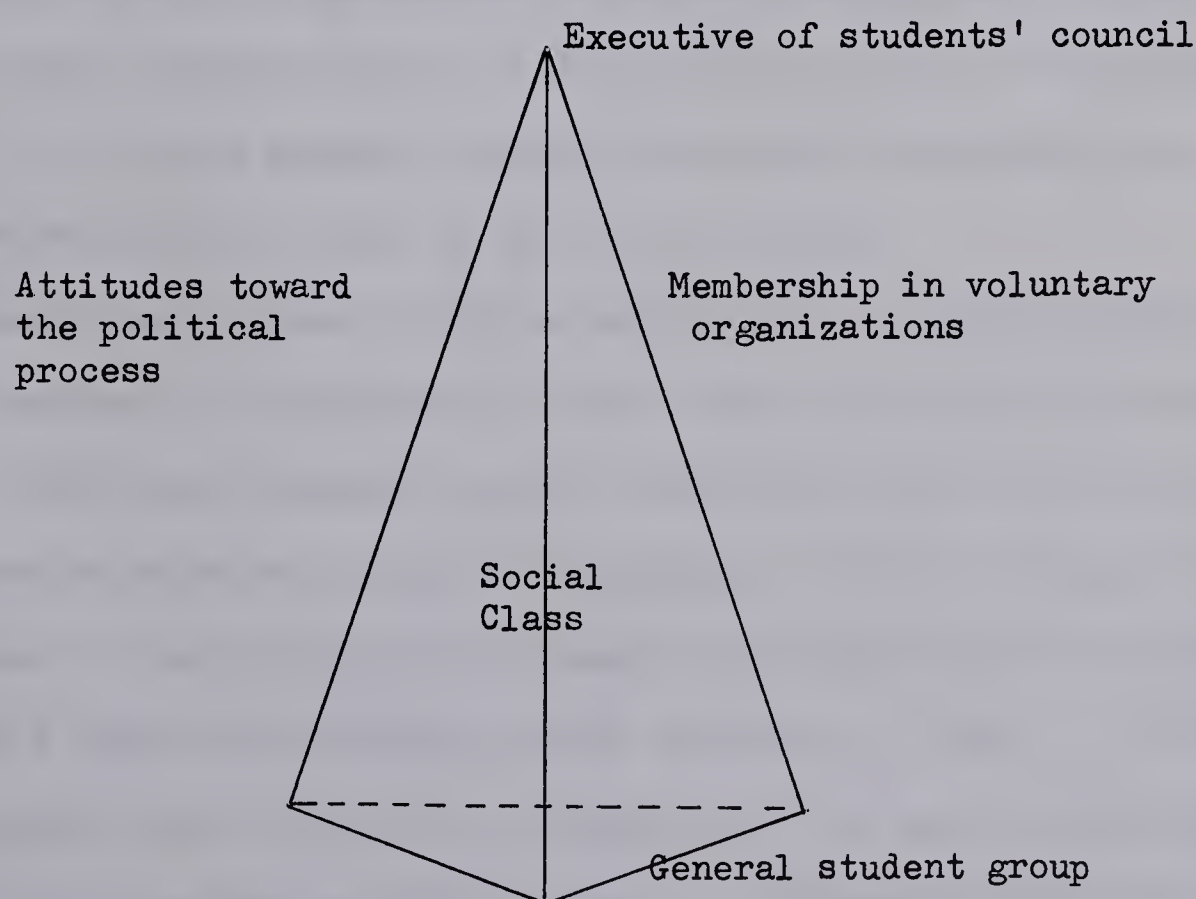 Executive of students' council
Attitudes toward
the political
process
Membership in voluntary
organizations
Social
Class
General student group